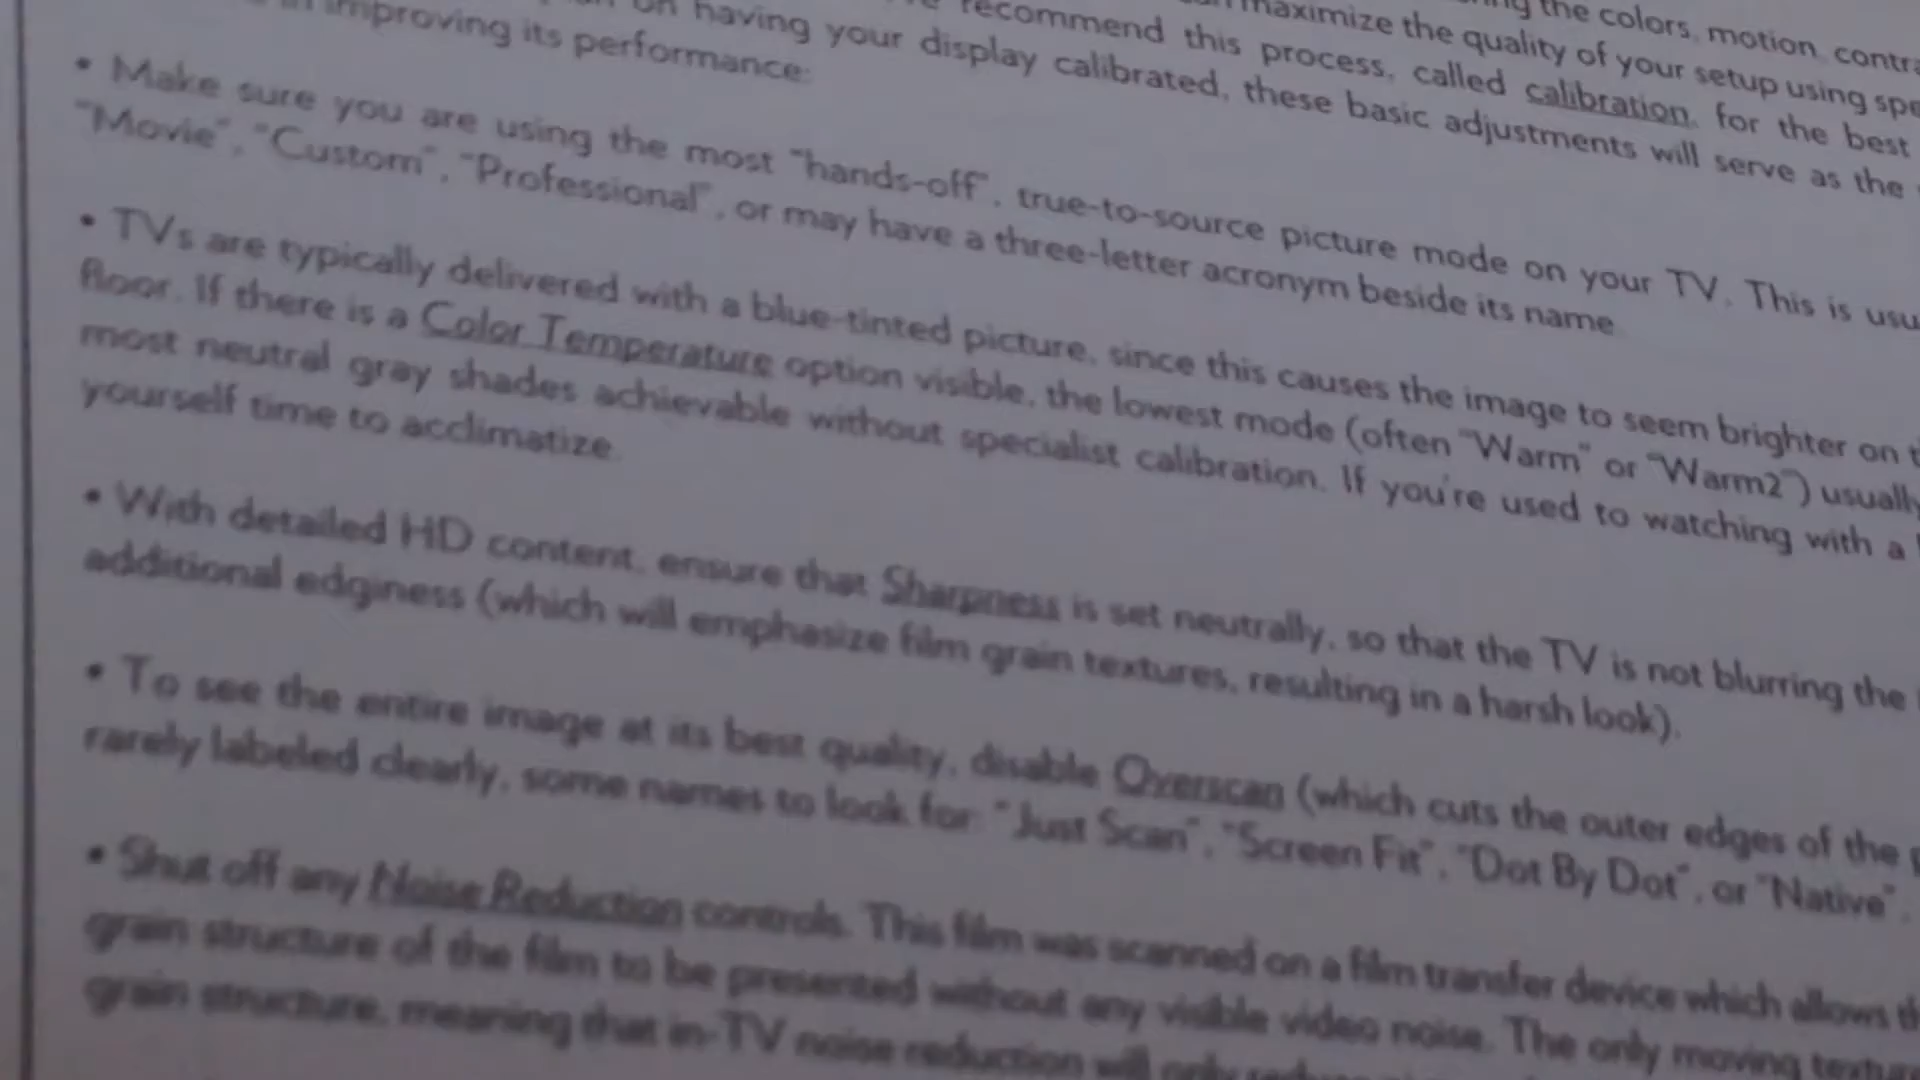 the colors, motion, contra
maximize the quality of your setup using spe
recommend this process, called calibration, for the best
on having your display calibrated, these basic adjustments will serve as the
in improving its performance:
• Make sure you are using the most "hands-off", true-to-source picture mode on your TV. This is usu
"Movie", "Custom", "Professional", or may have a three-letter acronym beside its name
• TVs are typically delivered with a blue-tinted picture, since this causes the image to seem brighter on t
floor. If there is a Color Temperature option visible, the lowest mode (often "Warm" or "Warm2") usually
most neutral gray shades achievable without specialist calibration. If you're used to watching with a
yourself time to acclimatize.
• With detailed HD content, ensure that Sharpness is set neutrally, so that the TV is not blurring the
additional edginess (which will emphasize film grain textures, resulting in a harsh look).
• To see the entire image at its best quality, disable Overscan (which cuts the outer edges of the
rarely labeled clearly, some names to look for: "Just Scan", "Screen Fit", "Dot By Dot", or "Native".
• Shut off any Noise Reduction controls. This film was scanned on a film transfer device which allows th
grain structure of the film to be presented without any visible video noise. The only moving texture
grain structure, meaning that in-TV noise reduction will only